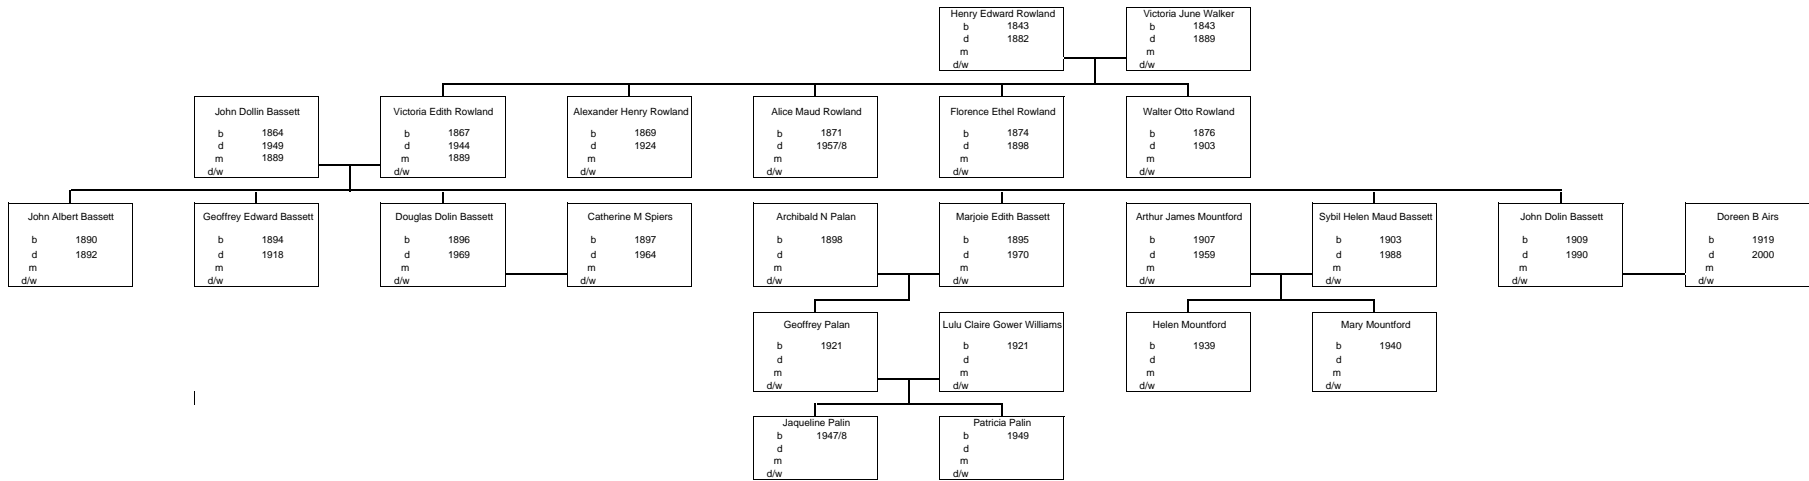 Henry Edward Rowland
b 1843
d 1882
m
d/w
Victoria June Walker
b 1843
d 1889
m
d/w
John Dollin Bassett
b 1864
d 1949
m 1889
d/w
Victoria Edith Rowland
b 1867
d 1944
m 1889
d/w
Alexander Henry Rowland
b 1869
d 1924
m
d/w
Alice Maud Rowland
b 1871
d 1957/8
m
d/w
Florence Ethel Rowland
b 1874
d 1898
m
d/w
Walter Otto Rowland
b 1876
d 1903
m
d/w
John Albert Bassett
b 1890
d 1892
m
d/w
Geoffrey Edward Bassett
b 1894
d 1918
m
d/w
Douglas Dolin Bassett
b 1896
d 1969
m
d/w
Catherine M Spiers
b 1897
d 1964
m
d/w
Archibald N Palan
b 1898
d
m
d/w
Marjoie Edith Bassett
b 1895
d 1970
m
d/w
Arthur James Mountford
b 1907
d 1959
m
d/w
Sybil Helen Maud Bassett
b 1903
d 1988
m
d/w
John Dolin Bassett
b 1909
d 1990
m
d/w
Doreen B Airs
b 1919
d 2000
m
d/w
Geoffrey Palan
b 1921
d
m
d/w
Lulu Claire Gower Williams
b 1921
d
m
d/w
Helen Mountford
b 1939
d
m
d/w
Mary Mountford
b 1940
d
m
d/w
Jaqueline Palin
b 1947/8
d
m
d/w
Patricia Palin
b 1949
d
m
d/w